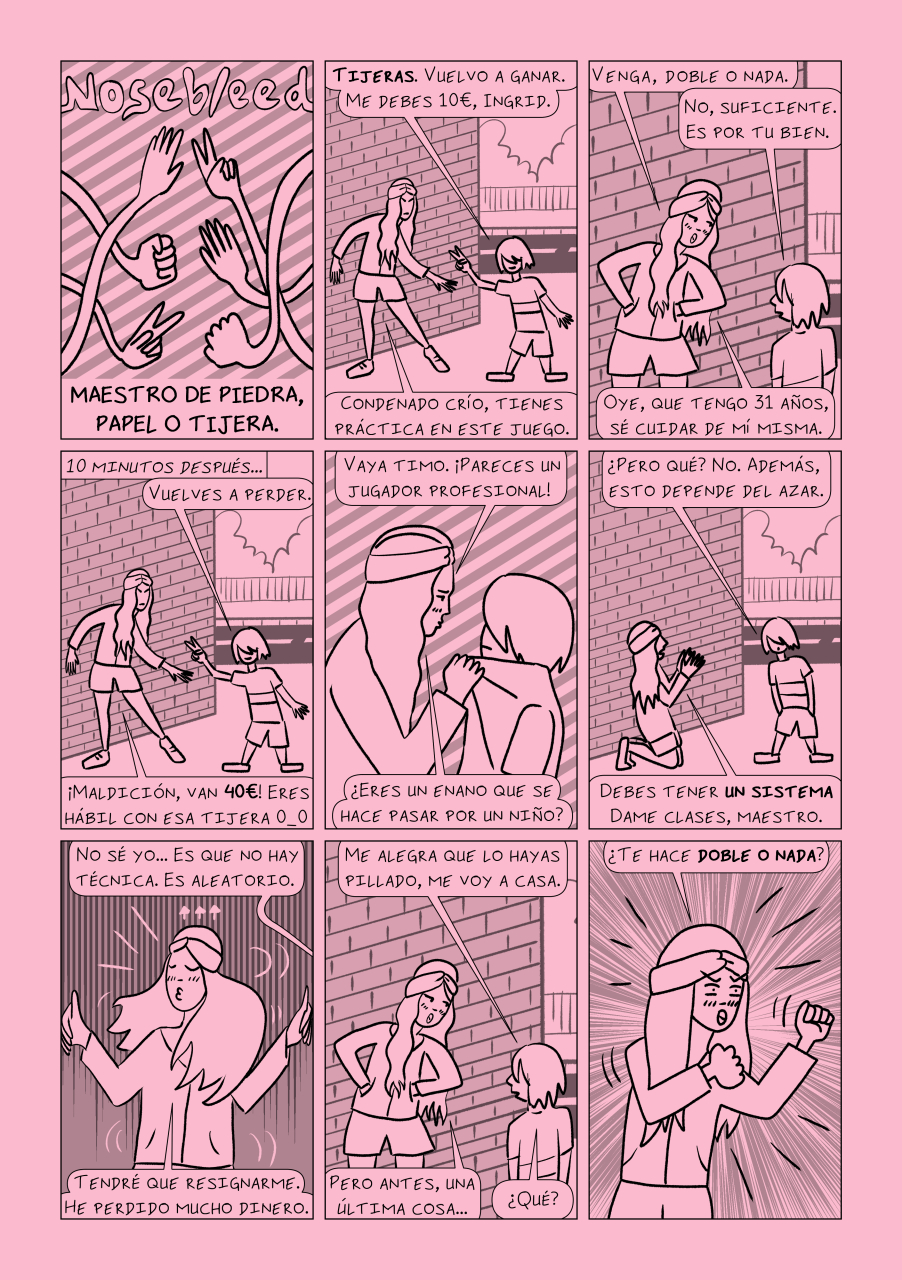 Nosebleed
MAESTRO DE PIEDRA,
PAPEL O TIJERA.
TIJERAS. VUELVO A GANAR.
ME DEBES 10€, INGRID.
CONDENADO CRÍO, TIENES
PRÁCTICA EN ESTE JUEGO.
VENGA, DOBLE O NADA.
NO, SUFICIENTE.
ES POR TU BIEN.
OYE, QUE TENGO 31 AÑOS,
SÉ CUIDAR DE MÍ MISMA.
10 MINUTOS DESPUÉS...
VUELVES A PERDER.
¡MALDICIÓN, VAN 40€! ERES
HÁBIL CON ESA TIJERA O_O
VAYA TIMO. ¡PARECES UN
JUGADOR PROFESIONAL!
¿ERES UN ENANO QUE SE
HACE PASAR POR UN NIÑO?
¿PERO QUÉ? NO. ADEMÁS,
ESTO DEPENDE DEL AZAR.
DEBES TENER UN SISTEMA
DAME CLASES, MAESTRO.
NO SÉ YO... ES QUE NO HAY
TÉCNICA. ES ALEATORIO.
TENDRÉ QUE RESIGNARME.
HE PERDIDO MUCHO DINERO.
ME ALEGRA QUE LO HAYAS
PILLADO, ME VOY A CASA.
PERO ANTES, UNA
ÚLTIMA COSA...
¿QUÉ?
¿TE HACE DOBLE O NADA?